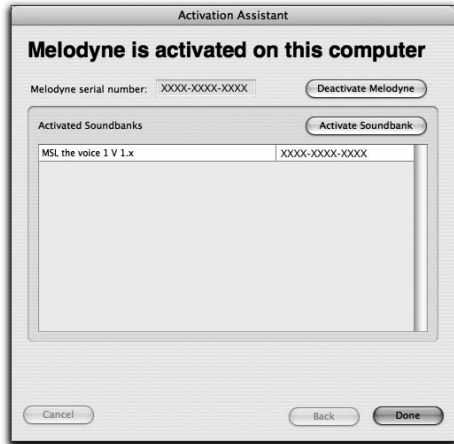 Activation Assistant
Melodyne is activated on this computer
Melodyne serial number: XXXX-XXXX-XXXX Deactivate Melodyne
Activated Soundbanks Activate Soundbank
MSL the voice 1 V 1.x XXXX-XXXX-XXXX
Cancel Back Done